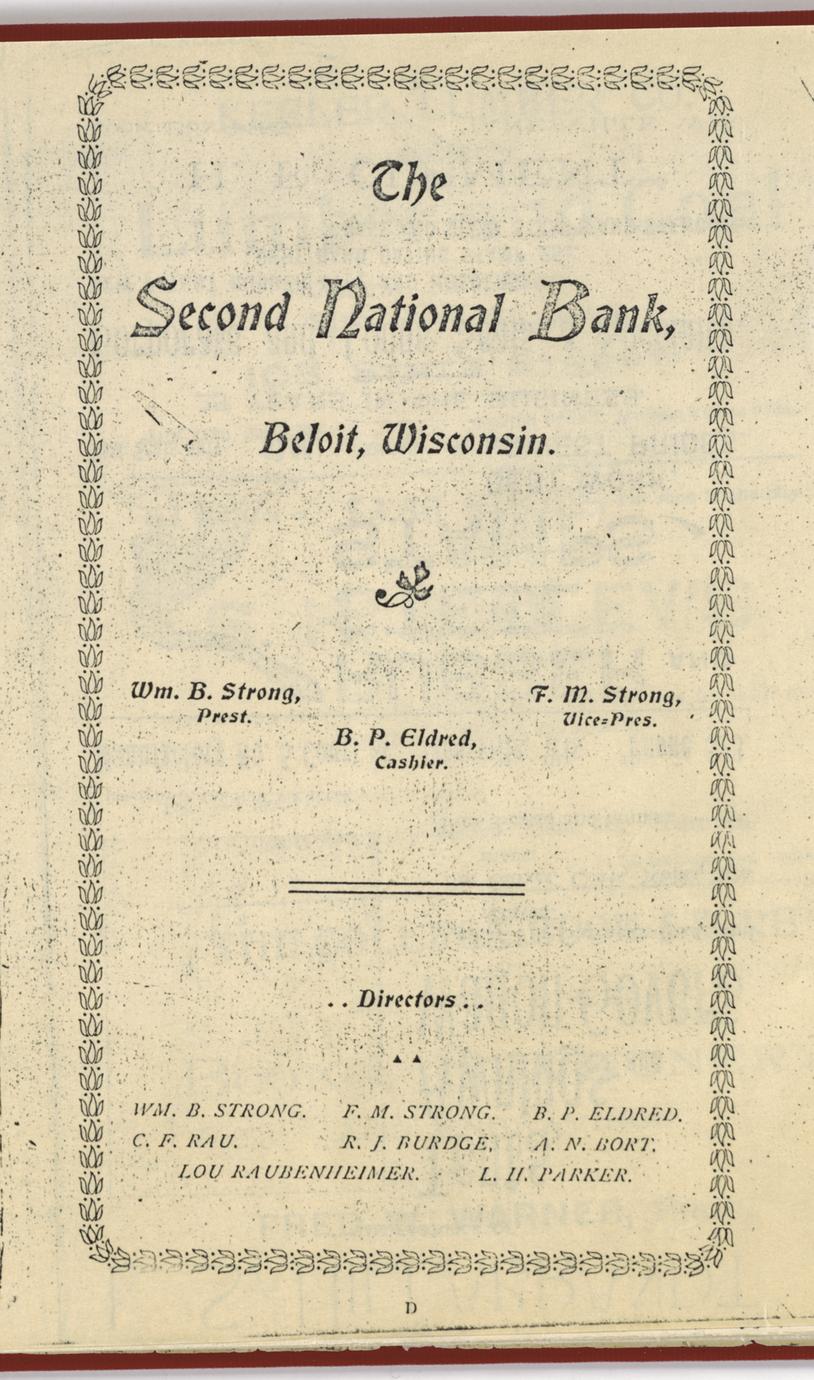 The
Second National Bank,
Beloit, Wisconsin.
Wm. B. Strong, F. M. Strong,
Prest. Vice=Pres.
B. P. Eldred,
Cashier.
. . Directors . .
WM. B. STRONG. F. M. STRONG. B. P. ELDRED.
C. F. RAU. R. J. BURDGE, A. N. BORT.
LOU RAUBENHEIMER. L. H. PARKER.
D